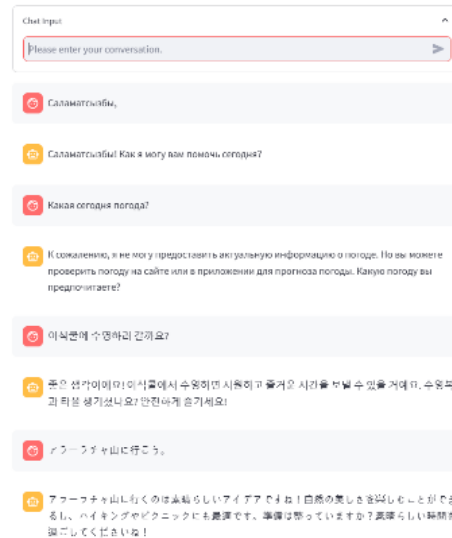 Chat Input
Please enter your conversation.
Саламатсызбы,
Саламатсызбы! Как я могу вам помочь сегодня?
Какая сегодня погода?
К сожалению, я не могу предоставить актуальную информацию о погоде. Но вы можете
проверить погоду на сайте или в приложении для прогноза погоды. Какую погоду вы
предпочитаете?
이식쿨에 수영하러 갈까요?
좋은 생각이에요! 이식쿨에서 수영하면 시원하고 즐거운 시간을 보낼 수 있을 거예요. 수영복
과 타올 챙기셨나요? 안전하게 즐기세요!
アラーラチャ山に行こう。
アラーラチャ山に行くのは素晴らしいアイデアですね！自然の美しさを楽しむことができ
るし、ハイキングやピクニックにも最適です。準備は整っていますか？素晴らしい時間を
過ごしてくださいね！